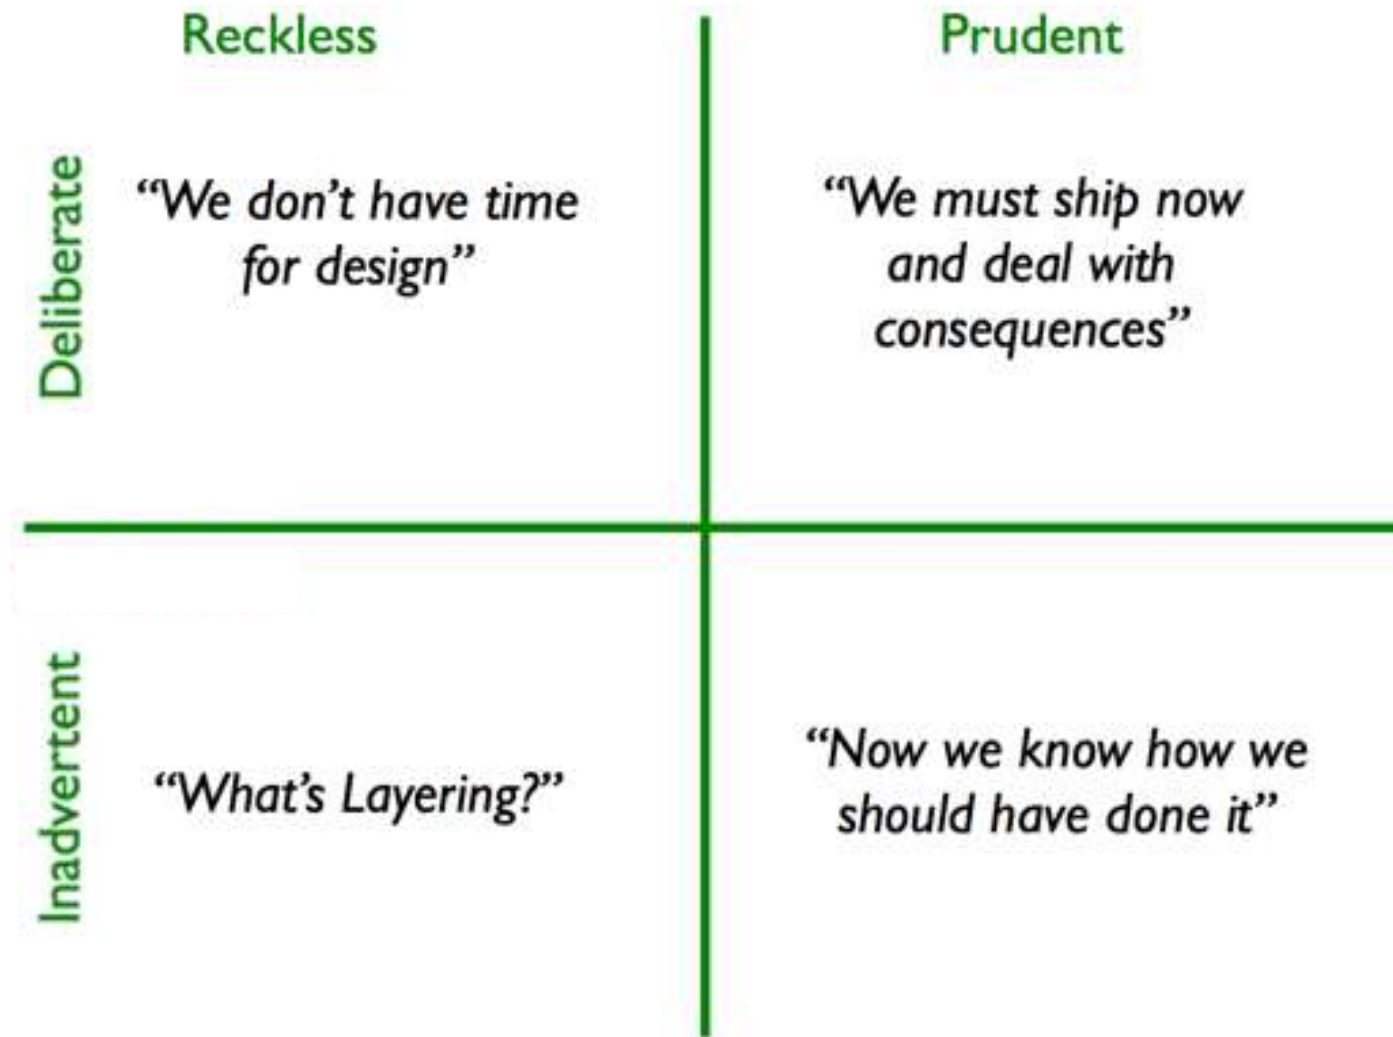 Reckless
Prudent
Deliberate
“We don’t have time
for design”
“We must ship now
and deal with
consequences”
Inadvertent
“What’s Layering?”
“Now we know how we
should have done it”